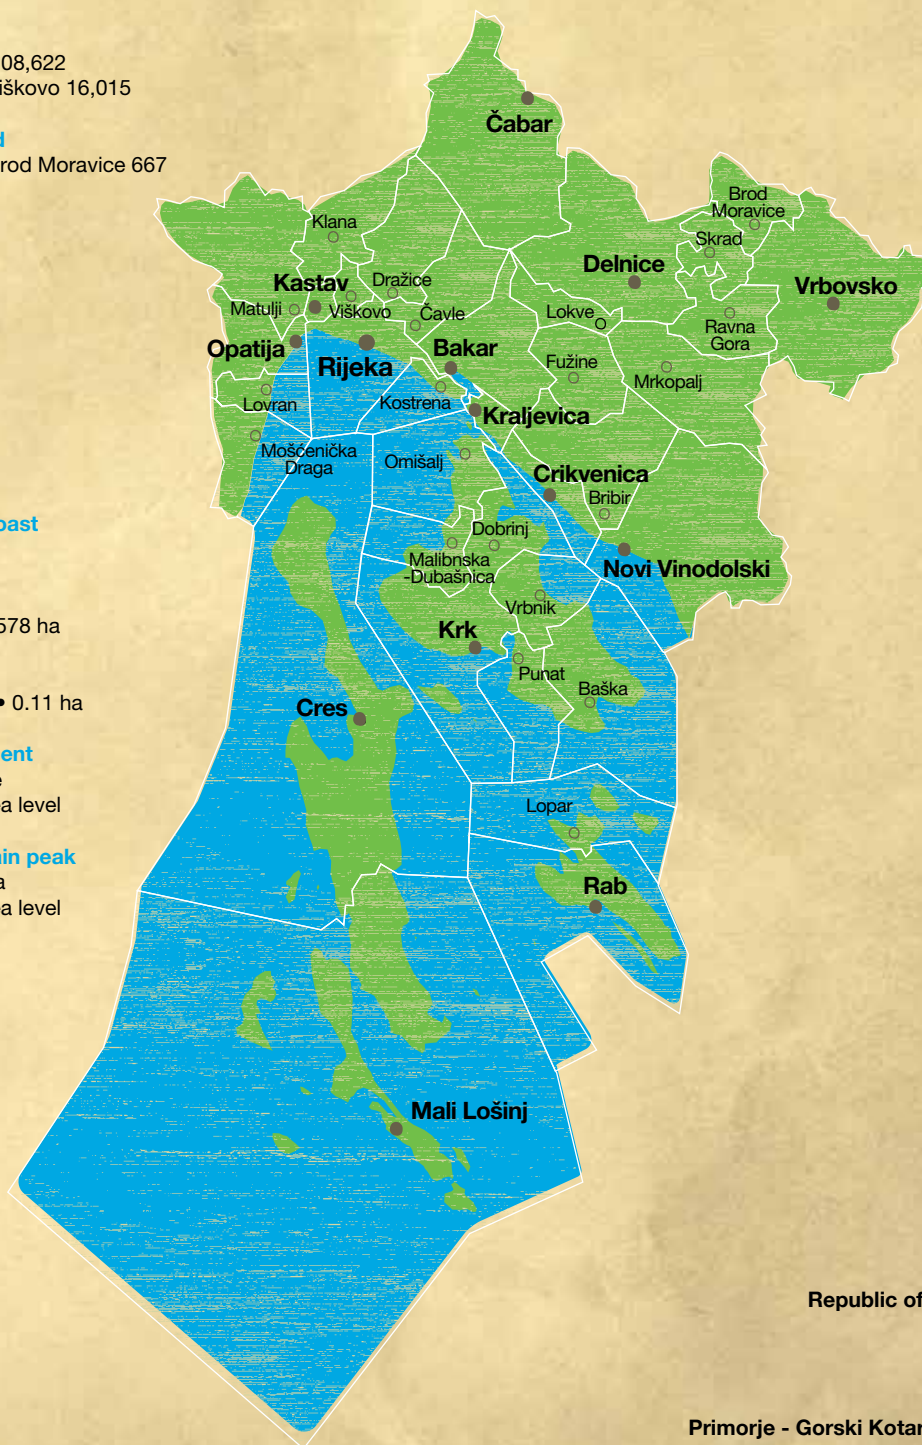 08,622
iškovo 16,015
d
rod Moravice 667
oast
578 ha
• 0.11 ha
ent
e
a level
in peak
a
a level
Čabar
Brod
Moravice
Klana
Skrad
Delnice
Dražice
Kastav
Vrbovsko
Matulji
Viškovo
Čavle
Lokve
Ravna
Gora
Opatija
Bakar
Rijeka
Fužine
Mrkopalj
Lovran
Kostrena
Kraljevica
Mošćenička
Draga
Omišalj
Crikvenica
Bribir
Dobrinj
Malibnska
-Dubašnica
Novi Vinodolski
Vrbnik
Krk
Punat
Baška
Cres
Lopar
Rab
Mali Lošinj
Republic of
Primorje - Gorski Kotar